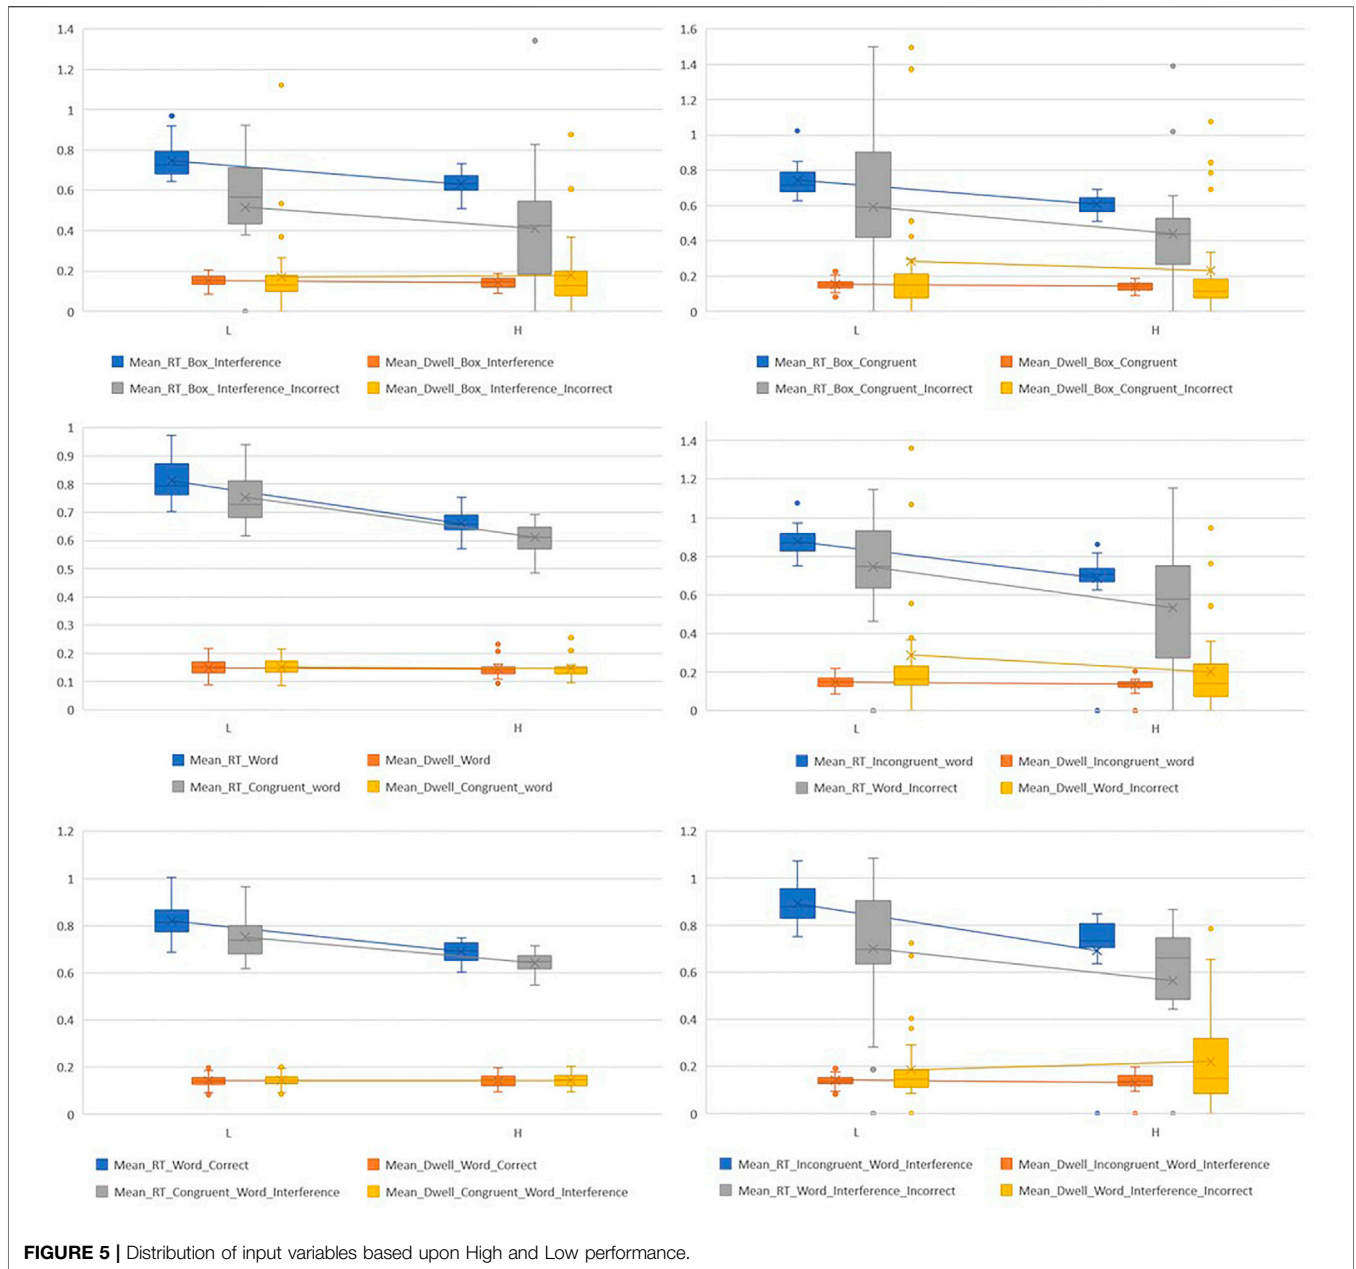 1.4
1.2
1
0.8
0.6
0.4
0.2
0
L H
Mean_RT_Box_Interference Mean_Dwell_Box_Interference
Mean_RT_Box_Interference_Incorrect Mean_Dwell_Box_ Interference_Incorrect
1.6
1.4
1.2
1
0.8
0.6
0.4
0.2
0
L H
Mean_RT_Box_Congruent Mean_Dwell_Box_Congruent
Mean_RT_Box_Congruent_Incorrect Mean_Dwell_Box_Congruent_Incorrect
1
0.9
0.8
0.7
0.6
0.5
0.4
0.3
0.2
0.1
0
L H
Mean_RT_Word Mean_Dwell_Word
Mean_RT_Congruent_word Mean_Dwell_Congruent_word
1.4
1.2
1
0.8
0.6
0.4
0.2
0
L H
Mean_RT_Incongruent_word Mean_Dwell_Incongruent_word
Mean_RT_Word_Incorrect Mean_Dwell_Word_Incorrect
1.2
1
0.8
0.6
0.4
0.2
0
L H
Mean_RT_Word_Correct Mean_Dwell_Word_Correct
Mean_RT_Congruent_Word_Interference Mean_Dwell_Congruent_Word_Interference
1.2
1
0.8
0.6
0.4
0.2
0
L H
Mean_RT_Incongruent_Word_Interference Mean_Dwell_Incongruent_Word_Interference
Mean_RT_Word_Interference_Incorrect Mean_Dwell_Word_Interference_Incorrect
FIGURE 5 | Distribution of input variables based upon High and Low performance.